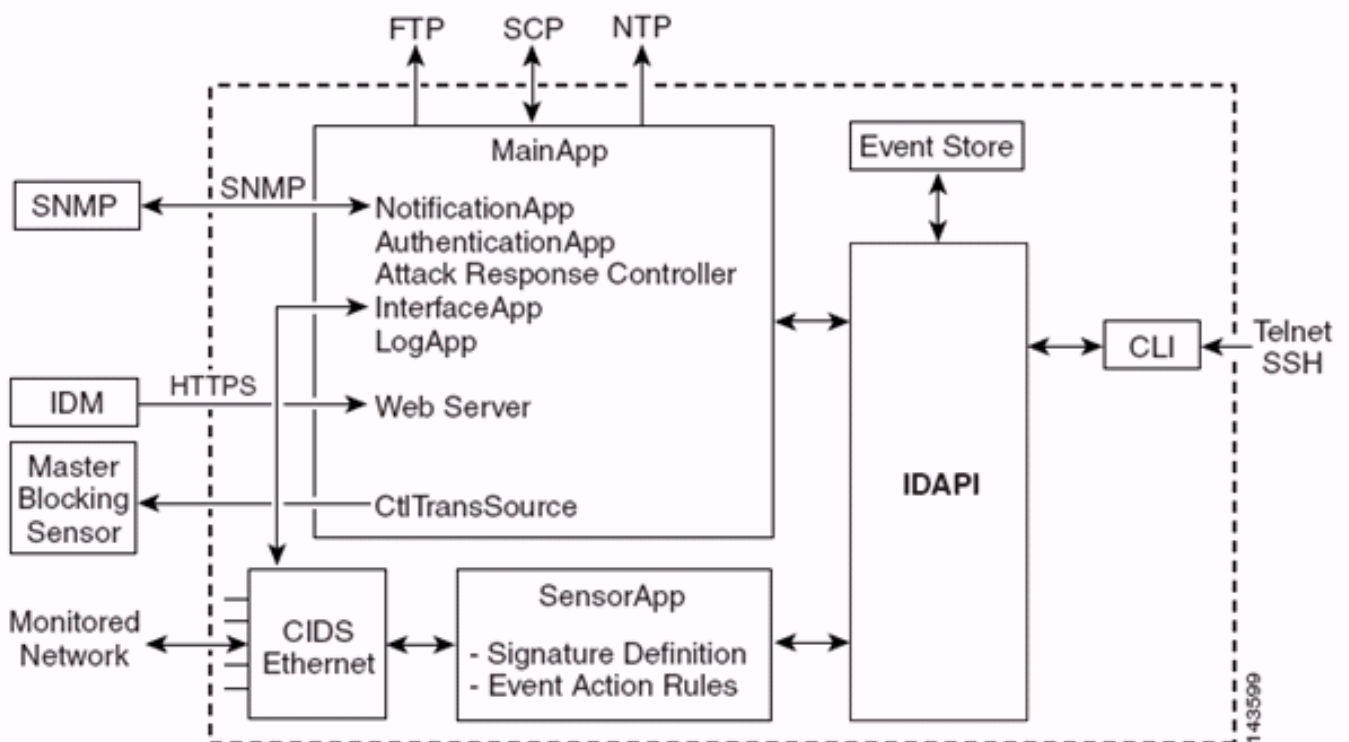 FTP
SCP
NTP
MainApp
Event Store
SNMP
SNMP
NotificationApp
AuthenticationApp
Attack Response Controller
InterfaceApp
LogApp
Telnet
SSH
CLI
HTTPS
IDM
Web Server
Master
Blocking
Sensor
CtlTransSource
IDAPI
Monitored
Network
CIDS
Ethernet
SensorApp
- Signature Definition
- Event Action Rules
143599